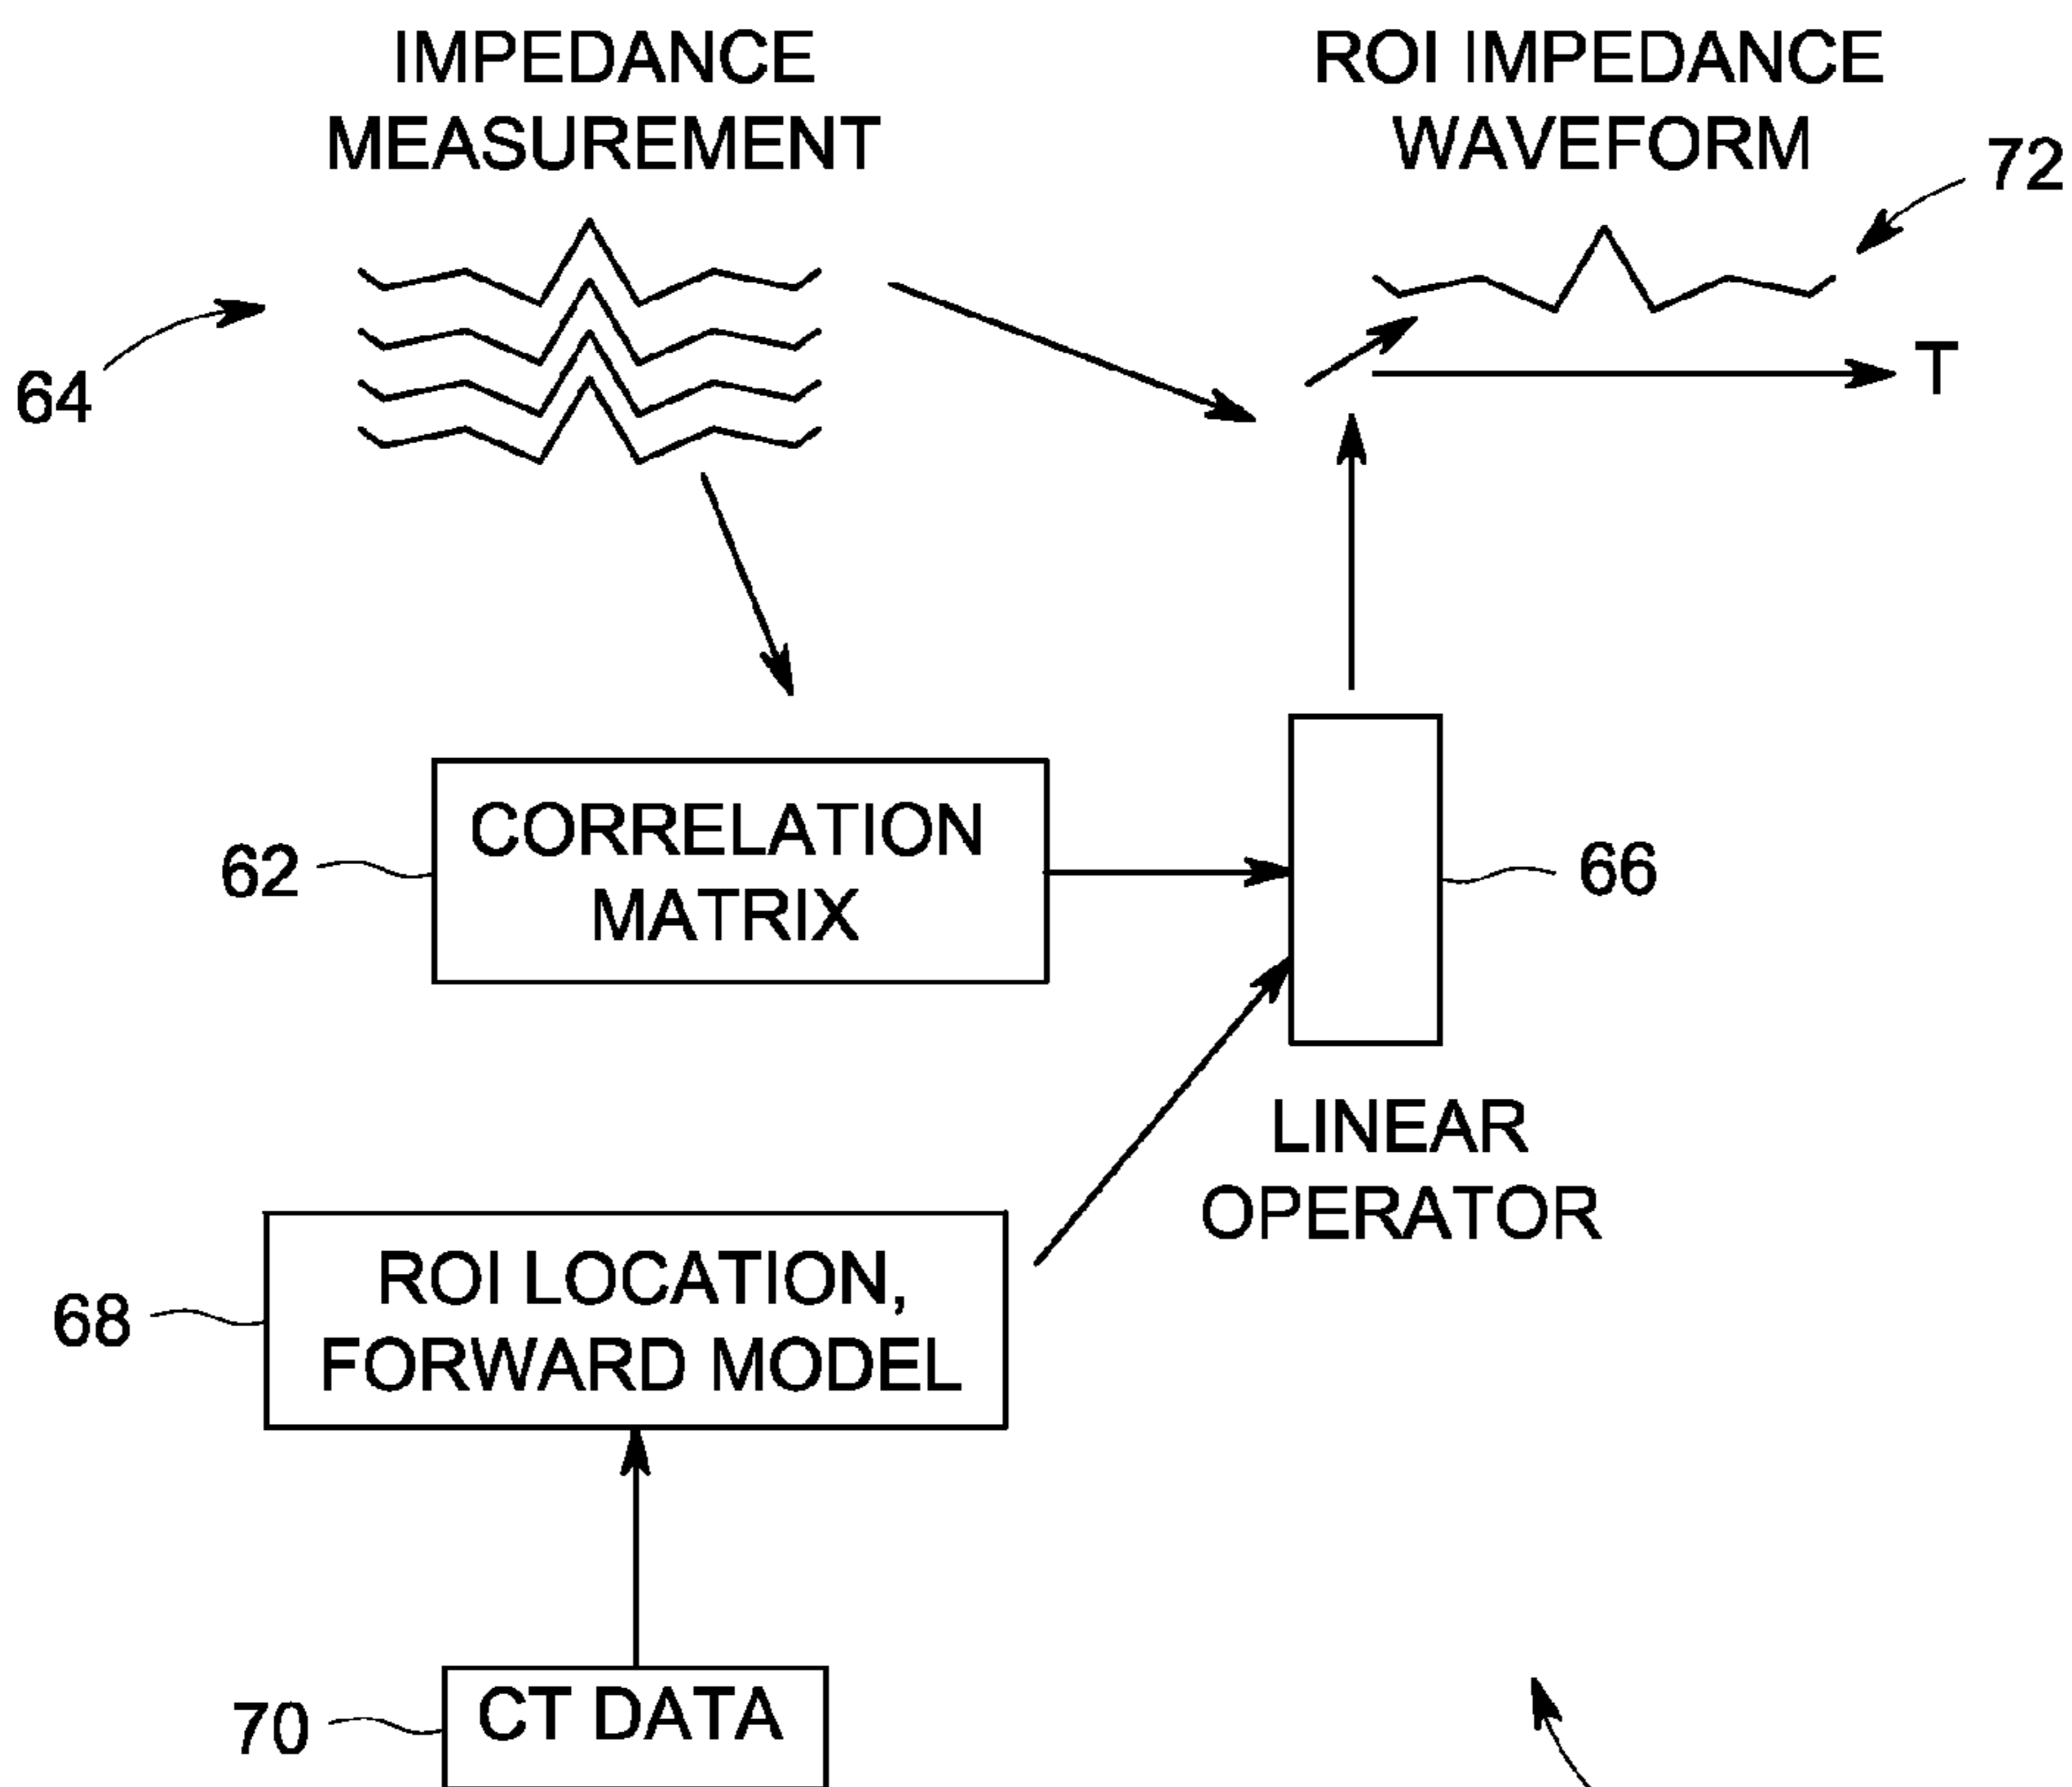 IMPEDANCE
MEASUREMENT
ROI IMPEDANCE
WAVEFORM
72
64
T
62
CORRELATION
MATRIX
66
LINEAR
OPERATOR
68
ROI LOCATION,
FORWARD MODEL
70
CT DATA